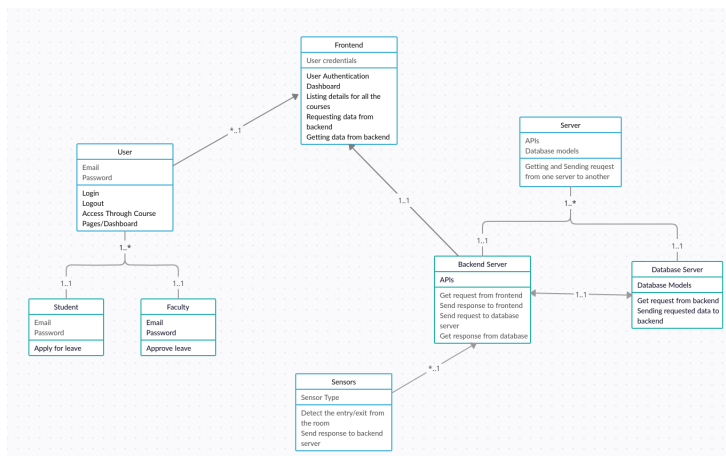 Frontend
User credentials
User Authentication
Dashboard
Listing details for all the
courses
Requesting data from
backend
Getting data from backend
*..1
User
Email
Password
Login
Logout
Access Through Course
Pages/Dashboard
1..*
1..1
1..1
Student
Email
Password
Apply for leave
Faculty
Email
Password
Approve leave
Server
APIs
Database models
Getting and Sending reuqest
from one server to another
1..*
1..1
1..1
1..1
Backend Server
APIs
Get request from frontend
Send response to frontend
Send request to database
server
Get response from database
1..1
Database Server
Database Models
Get request from backend
Sending requested data to
backend
*..1
Sensors
Sensor Type
Detect the entry/exit from
the room
Send response to backend
server